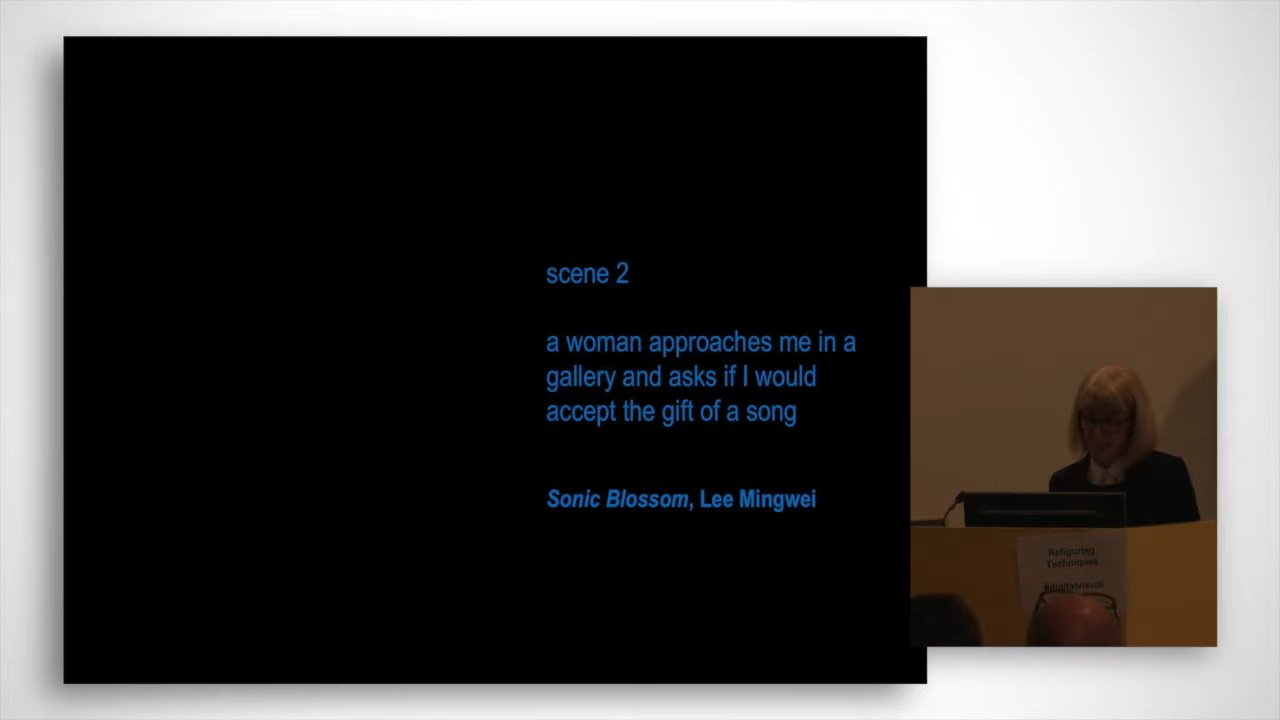 scene 2
a woman approaches me in a
gallery and asks if I would
accept the gift of a song
Sonic Blossom, Lee Mingwei
Refiguring
Techniques
#digitalvisual